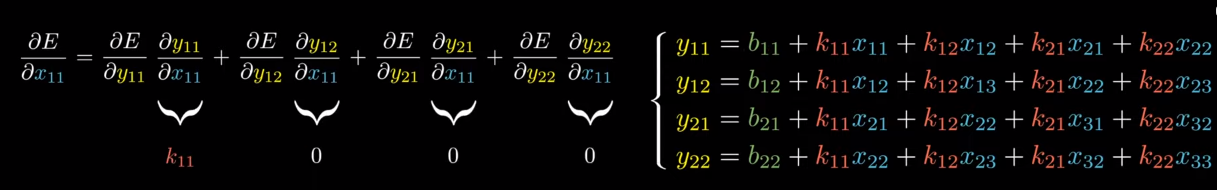 ∂E/∂x₁₁ = ∂E/∂y₁₁ ∂y₁₁/∂x₁₁ + ∂E/∂y₁₂ ∂y₁₂/∂x₁₁ + ∂E/∂y₂₁ ∂y₂₁/∂x₁₁ + ∂E/∂y₂₂ ∂y₂₂/∂x₁₁
k₁₁ 0 0 0
y₁₁ = b₁₁ + k₁₁x₁₁ + k₁₂x₁₂ + k₂₁x₂₁ + k₂₂x₂₂
y₁₂ = b₁₂ + k₁₁x₁₂ + k₁₂x₁₃ + k₂₁x₂₂ + k₂₂x₂₃
y₂₁ = b₂₁ + k₁₁x₂₁ + k₁₂x₂₂ + k₂₁x₃₁ + k₂₂x₃₂
y₂₂ = b₂₂ + k₁₁x₂₂ + k₁₂x₂₃ + k₂₁x₃₂ + k₂₂x₃₃